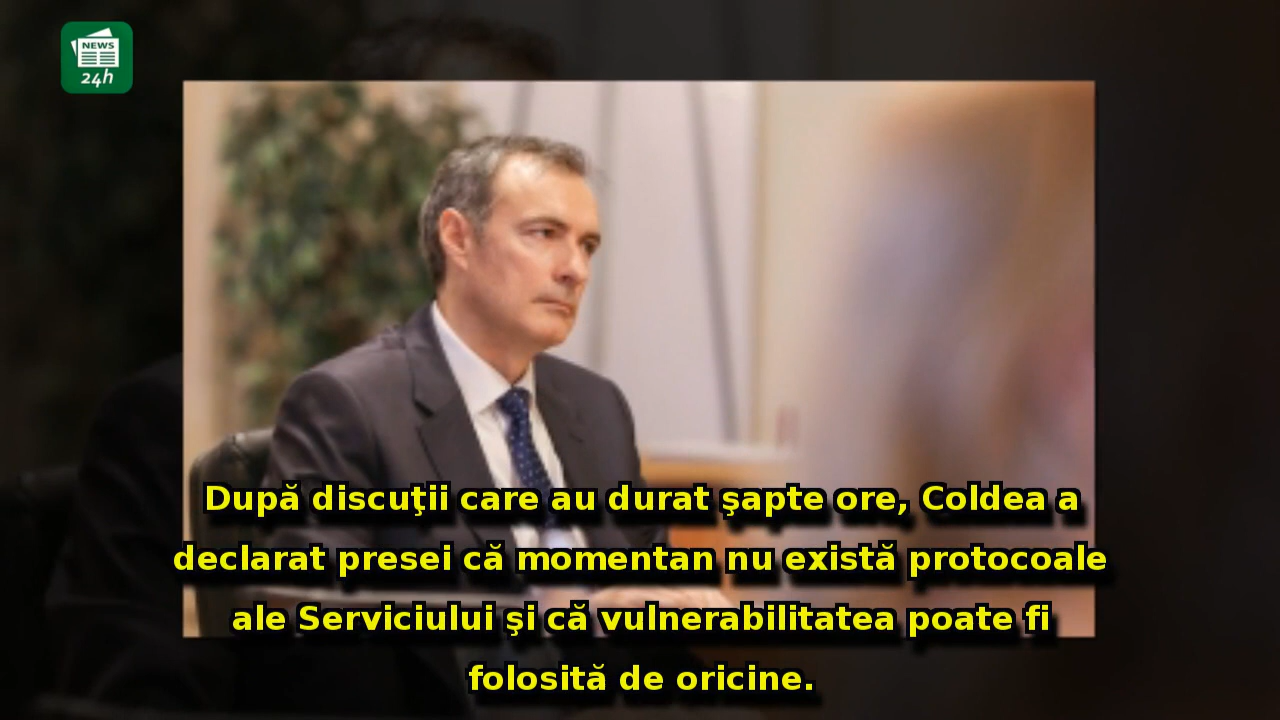 NEWS
24h
După discuţii care au durat şapte ore, Coldea a
declarat presei că momentan nu există protocoale
ale Serviciului şi că vulnerabilitatea poate fi
folosită de oricine.